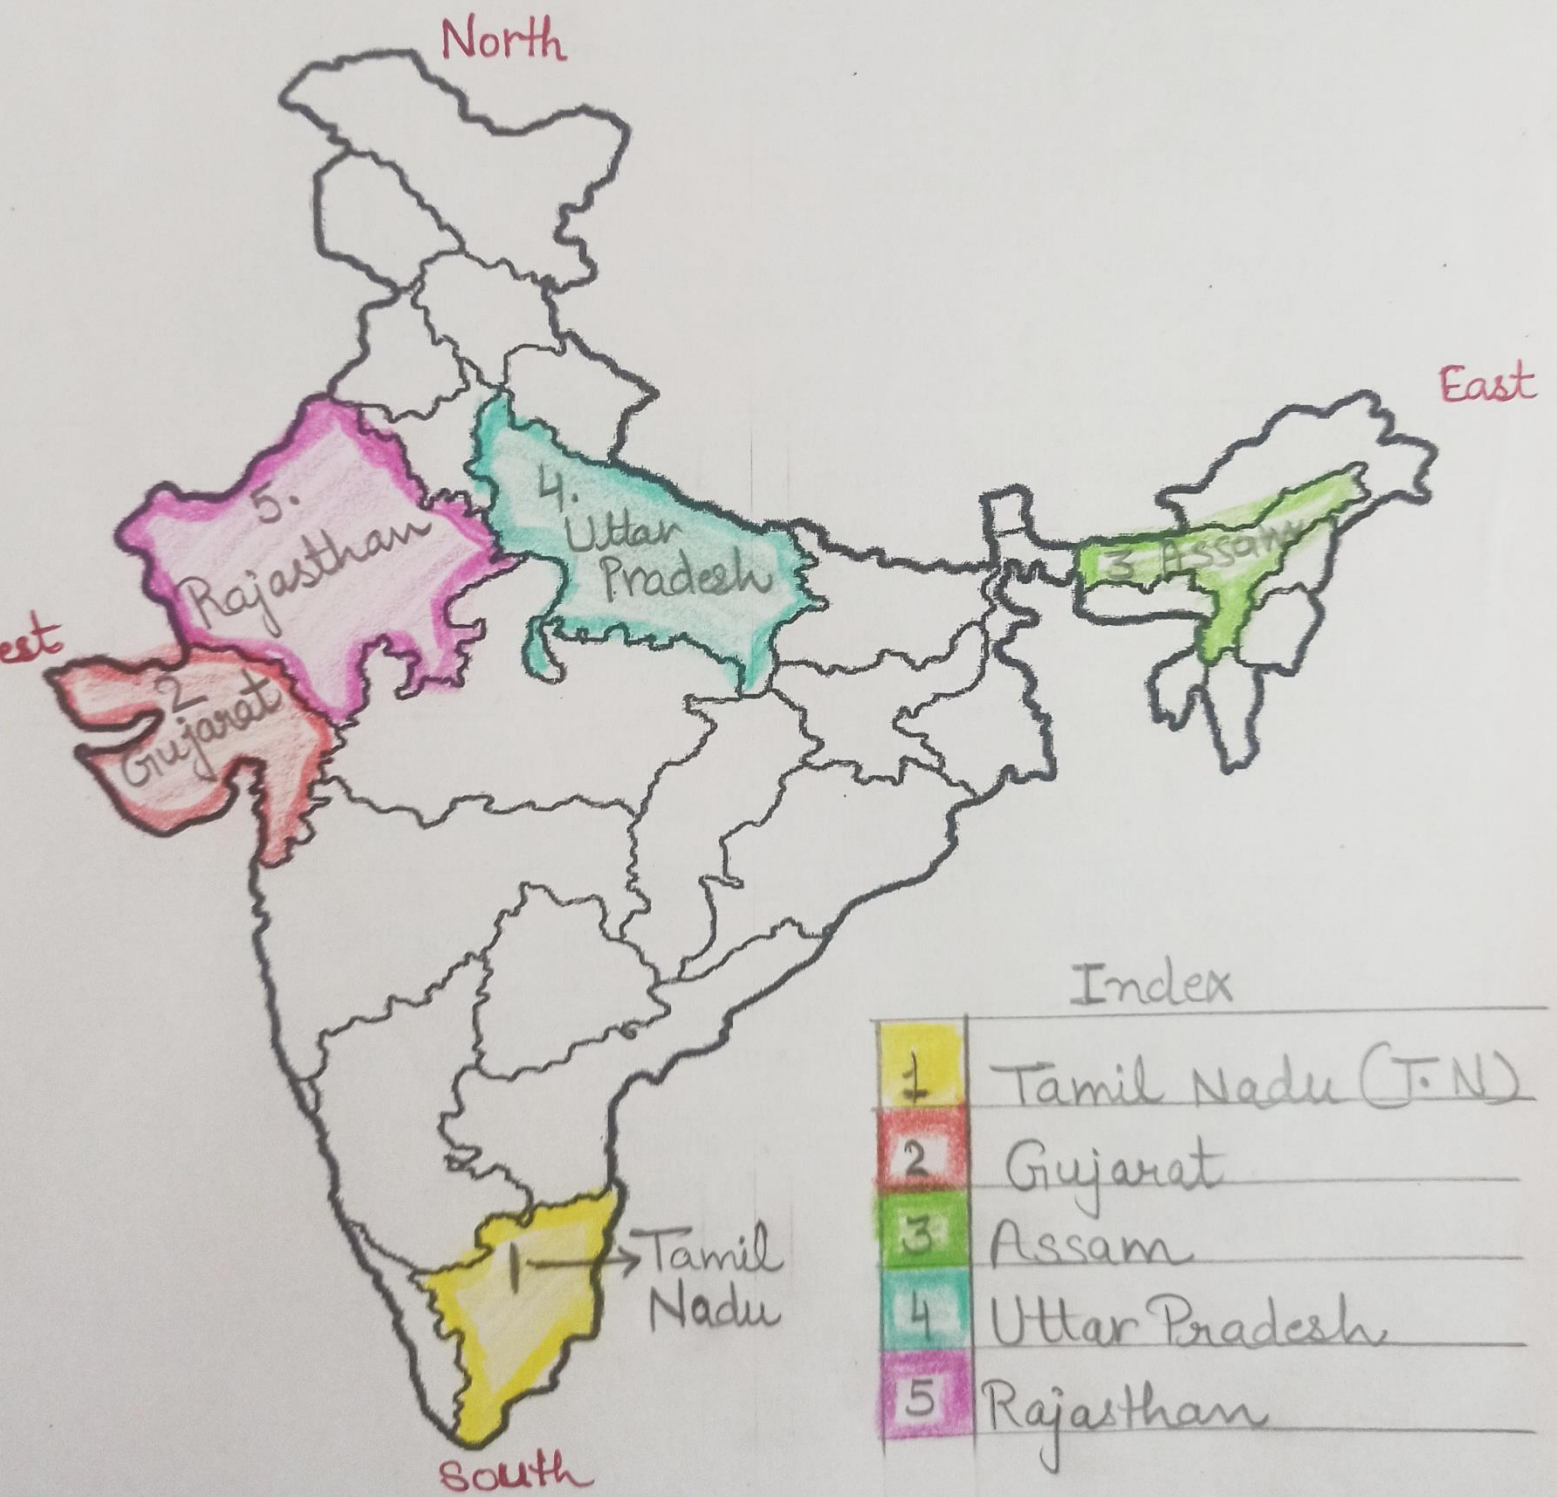 North
East
5.
Rajasthan
4.
Uttar
Pradesh
3 Assam
est
2
Gujarat
1
Tamil
Nadu
South
Index
1 Tamil Nadu (T.N)
2 Gujarat
3 Assam
4 Uttar Pradesh
5 Rajasthan